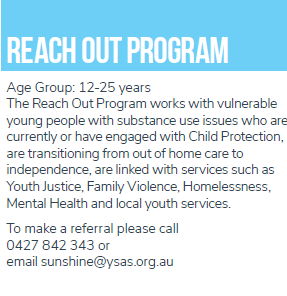 REACH OUT PROGRAM
Age Group: 12-25 years
The Reach Out Program works with vulnerable
young people with substance use issues who are
currently or have engaged with Child Protection,
are transitioning from out of home care to
independence, are linked with services such as
Youth Justice, Family Violence, Homelessness,
Mental Health and local youth services.
To make a referral please call
0427 842 343 or
email sunshine@ysas.org.au